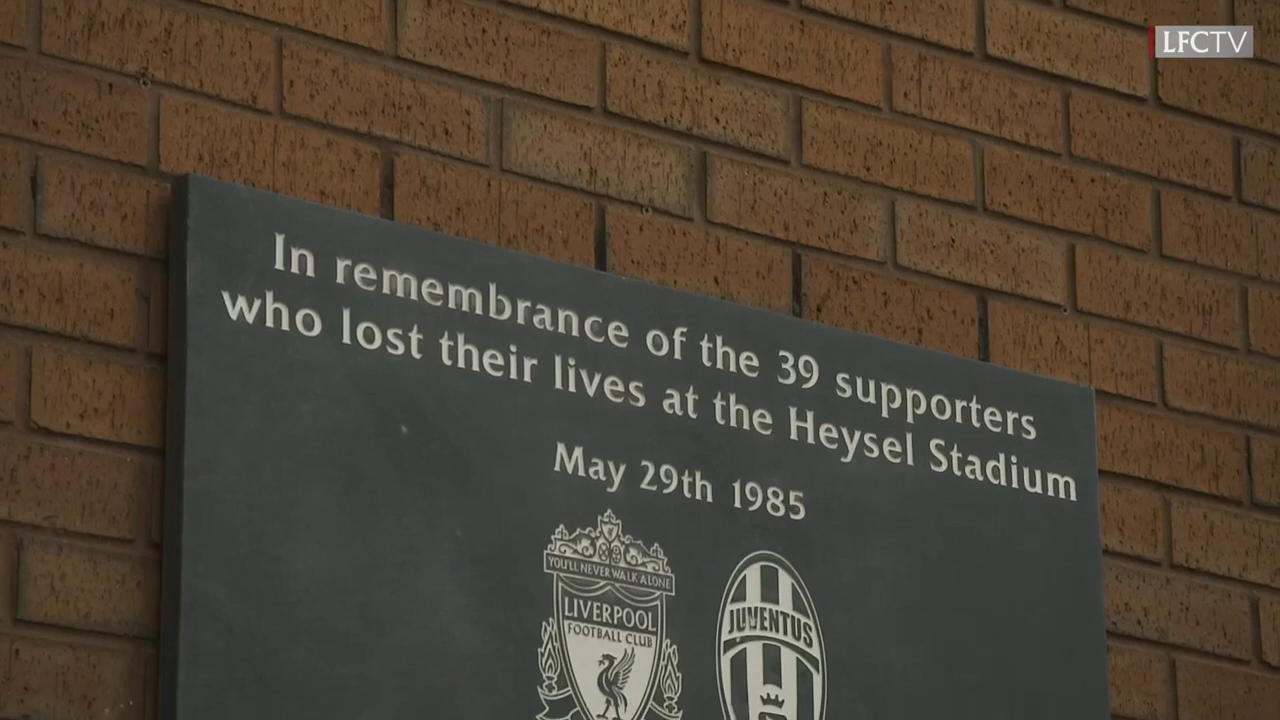 LFCTV
In remembrance of the 39 supporters
who lost their lives at the Heysel Stadium
May 29th 1985
YOU'LL NEVER WALK ALONE
LIVERPOOL
FOOTBALL CLUB
JUVENTUS